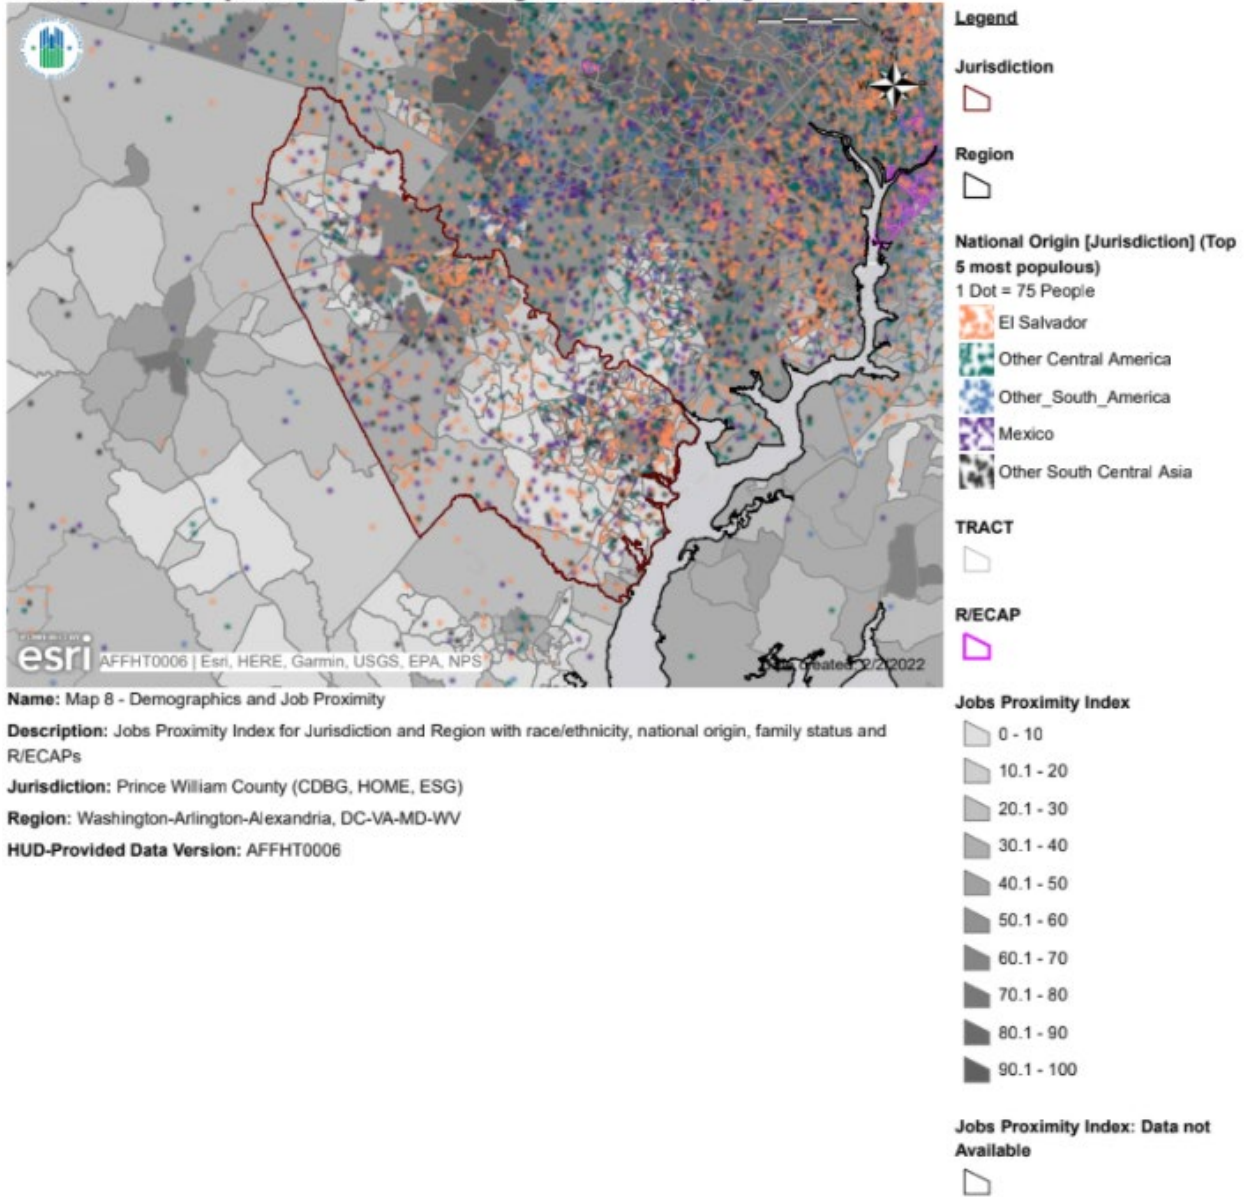 Legend
Jurisdiction
Region
National Origin [Jurisdiction] (Top
5 most populous)
1 Dot = 75 People
El Salvador
Other Central America
Other_South_America
Mexico
Other South Central Asia
TRACT
R/ECAP
Jobs Proximity Index
0 - 10
10.1 - 20
20.1 - 30
30.1 - 40
40.1 - 50
50.1 - 60
60.1 - 70
70.1 - 80
80.1 - 90
90.1 - 100
Jobs Proximity Index: Data not
Available
esri
AFFHT0006 | Esri, HERE, Garmin, USGS, EPA, NPS
created: 2/2/2022
Name: Map 8 - Demographics and Job Proximity
Description: Jobs Proximity Index for Jurisdiction and Region with race/ethnicity, national origin, family status and
R/ECAPs
Jurisdiction: Prince William County (CDBG, HOME, ESG)
Region: Washington-Arlington-Alexandria, DC-VA-MD-WV
HUD-Provided Data Version: AFFHT0006